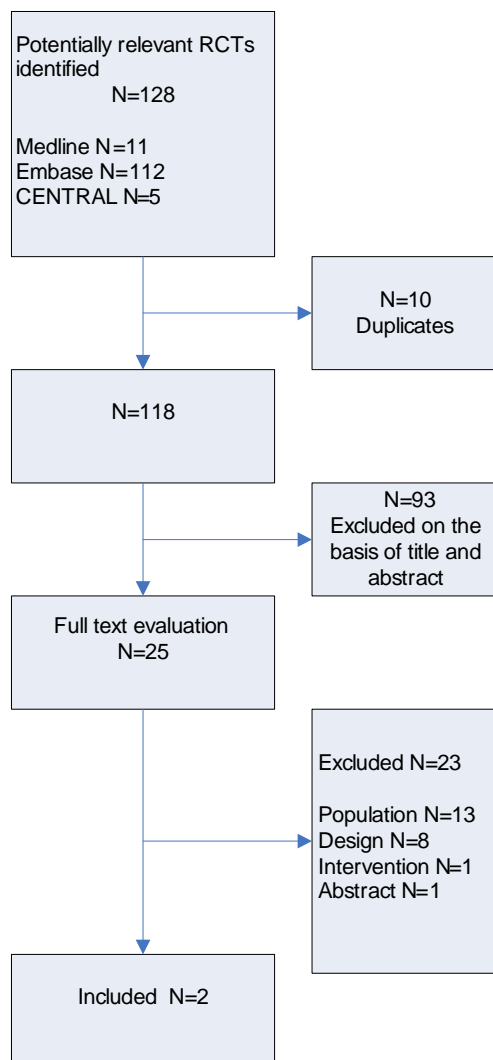 Potentially relevant RCTs
identified
N=128
Medline N=11
Embase N=112
CENTRAL N=5
N=10
Duplicates
N=118
N=93
Excluded on the
basis of title and
abstract
Full text evaluation
N=25
Excluded N=23
Population N=13
Design N=8
Intervention N=1
Abstract N=1
Included N=2